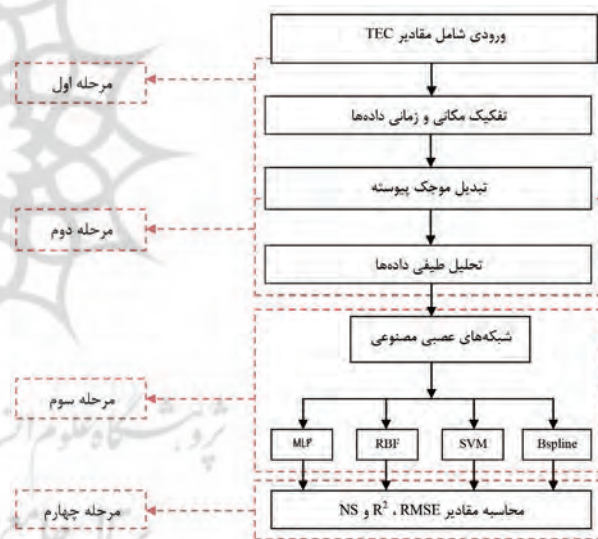 ورودی شامل مقادیر TEC
مرحله اول
تفکیک مکانی و زمانی داده‌ها
تبدیل موجک پیوسته
مرحله دوم
تحلیل طیفی داده‌ها
شبکه‌های عصبی مصنوعی
مرحله سوم
MLP
RBF
SVM
Bspline
محاسبه مقادیر R² ، RMSE و NS
مرحله چهارم